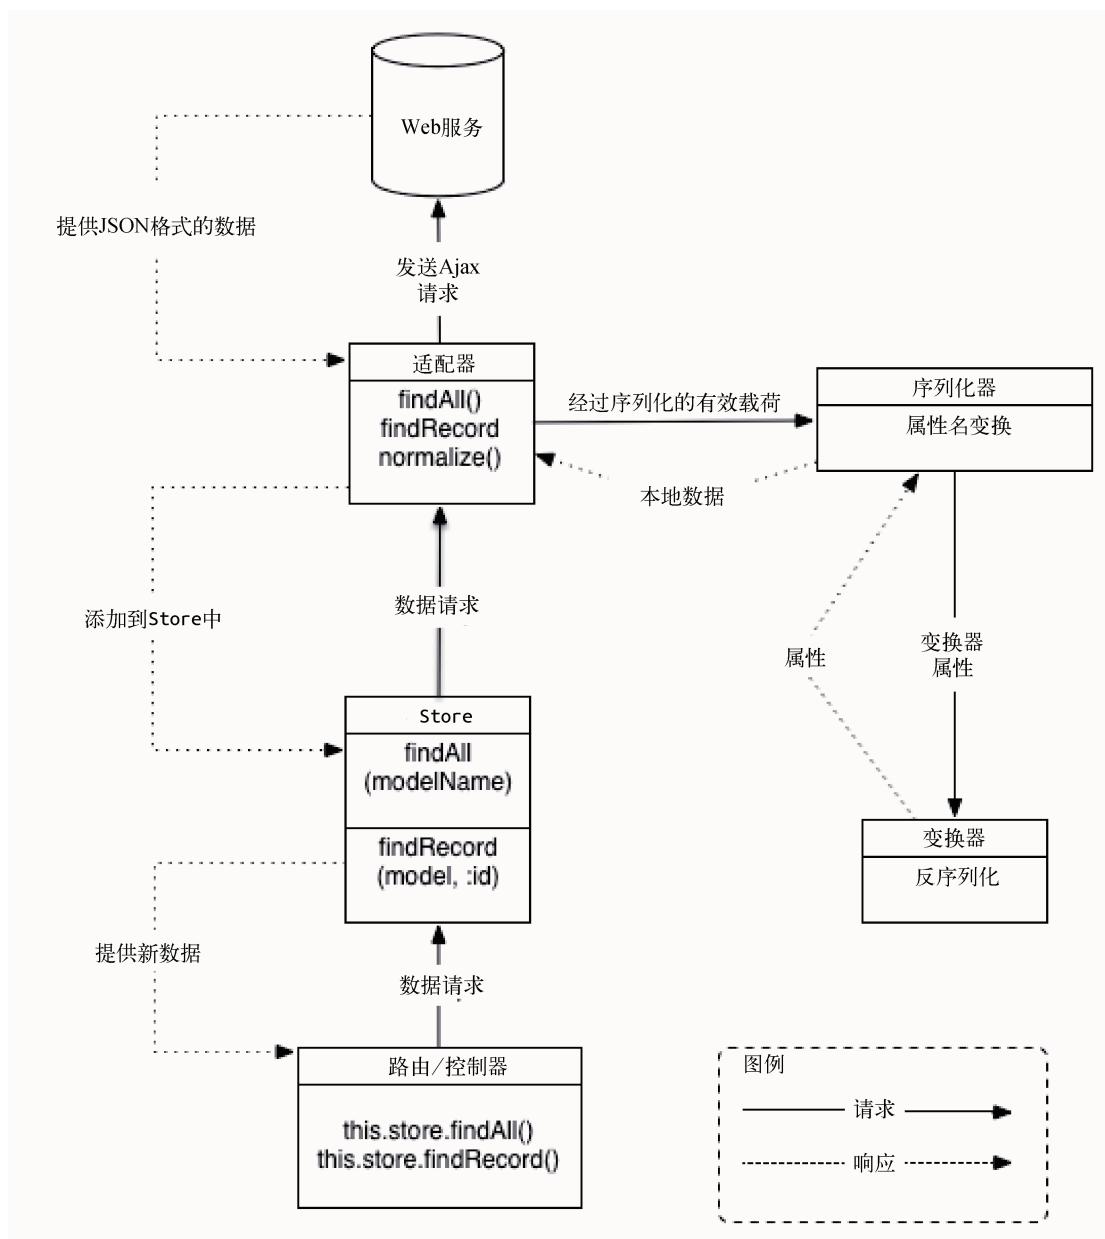 Web服务
提供JSON格式的数据
发送Ajax
请求
适配器
findAll()
findRecord
normalize()
经过序列化的有效载荷
序列化器
属性名变换
本地数据
添加到Store中
数据请求
属性
变换器
属性
Store
findAll
(modelName)
findRecord
(model, :id)
变换器
反序列化
提供新数据
数据请求
路由/控制器
this.store.findAll()
this.store.findRecord()
图例
请求
响应